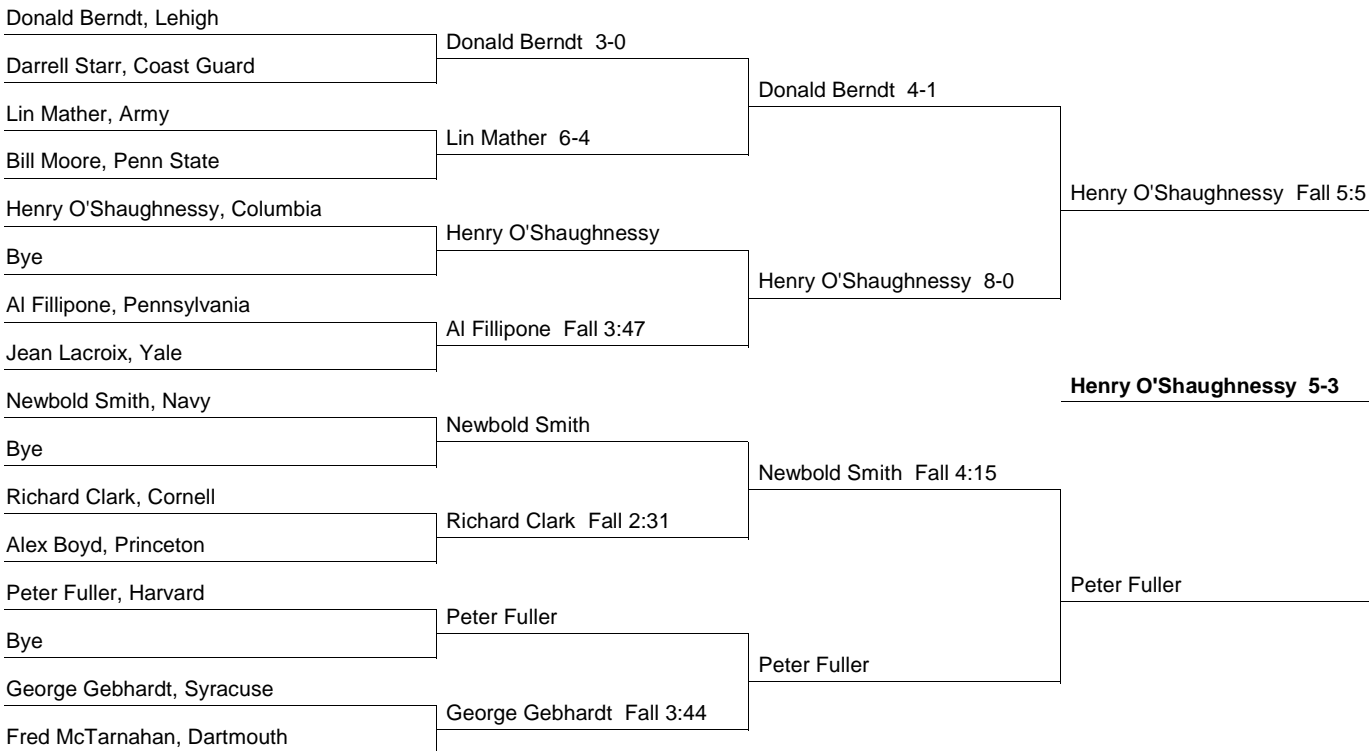 Donald Berndt, Lehigh
Donald Berndt 3-0
Darrell Starr, Coast Guard
Donald Berndt 4-1
Lin Mather, Army
Lin Mather 6-4
Bill Moore, Penn State
Henry O'Shaughnessy Fall 5:5
Henry O'Shaughnessy, Columbia
Henry O'Shaughnessy
Bye
Henry O'Shaughnessy 8-0
Al Fillipone, Pennsylvania
Al Fillipone Fall 3:47
Jean Lacroix, Yale
Henry O'Shaughnessy 5-3
Newbold Smith, Navy
Newbold Smith
Bye
Newbold Smith Fall 4:15
Richard Clark, Cornell
Richard Clark Fall 2:31
Alex Boyd, Princeton
Peter Fuller
Peter Fuller, Harvard
Peter Fuller
Bye
Peter Fuller
George Gebhardt, Syracuse
George Gebhardt Fall 3:44
Fred McTarnahan, Dartmouth